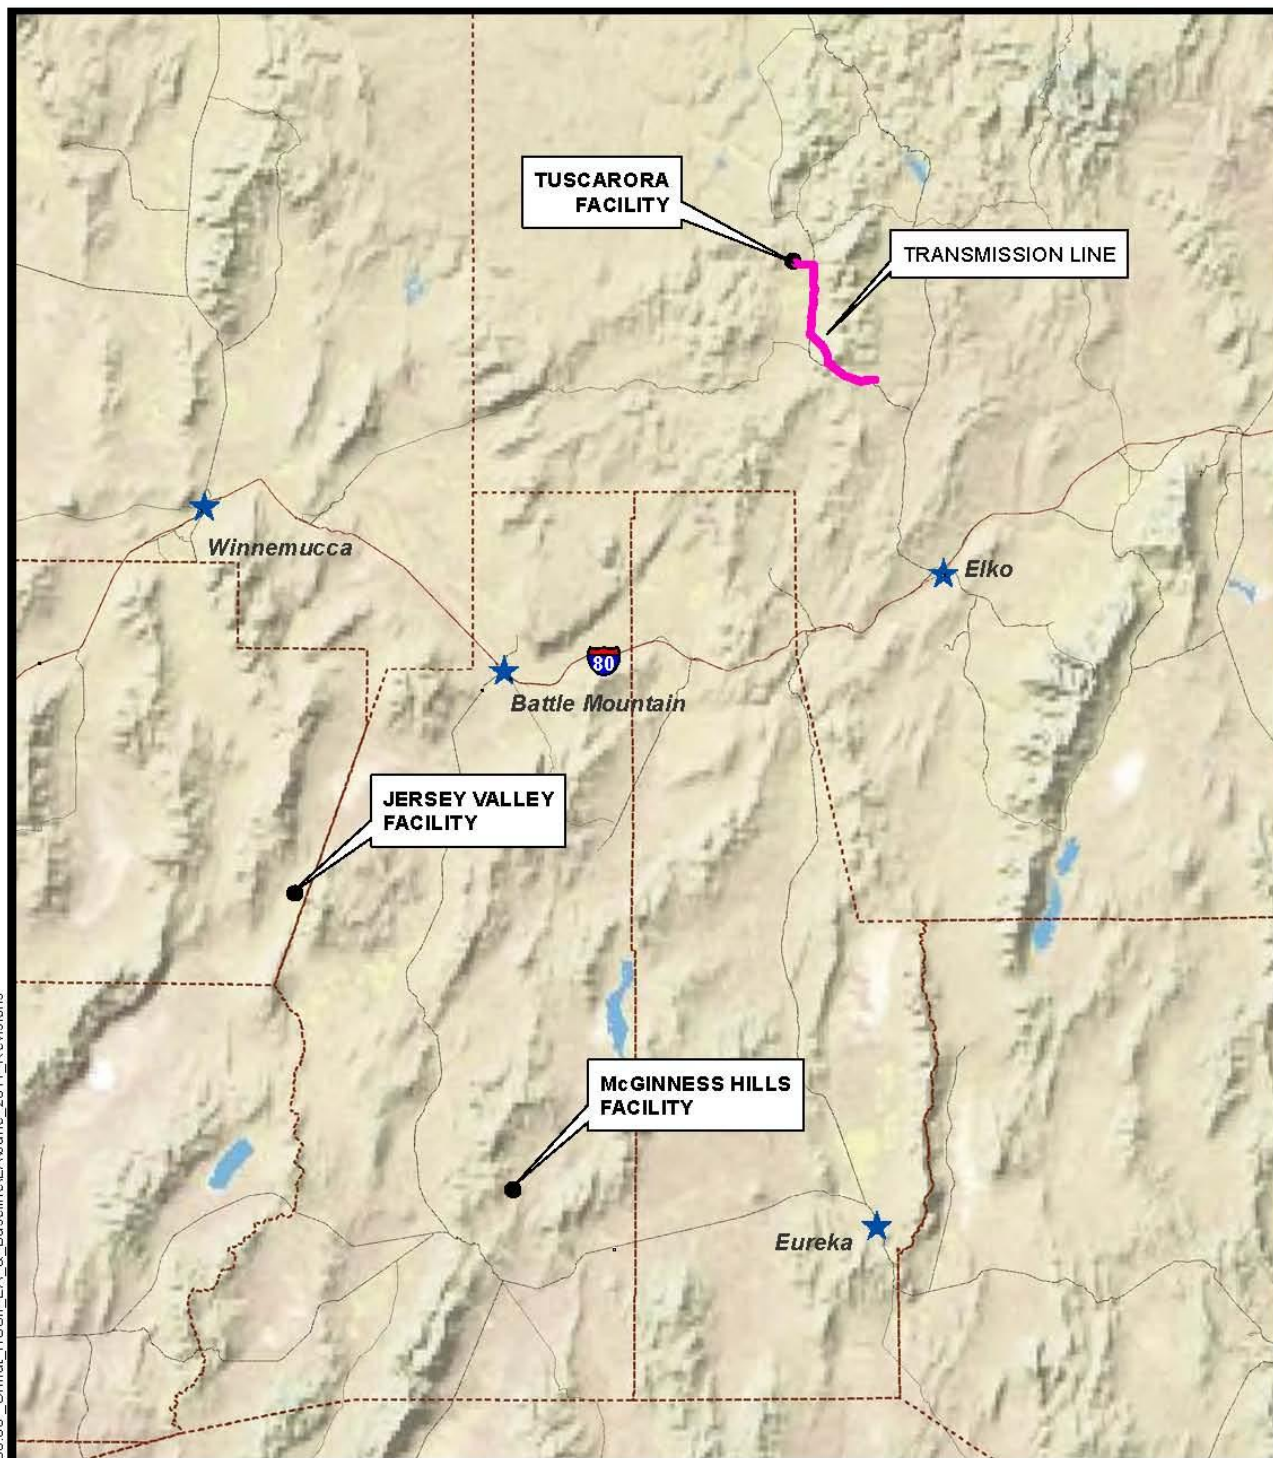 TUSCARORA
FACILITY
TRANSMISSION LINE
Winnemucca
Elko
80
Battle Mountain
JERSEY VALLEY
FACILITY
McGINNESS HILLS
FACILITY
Eureka